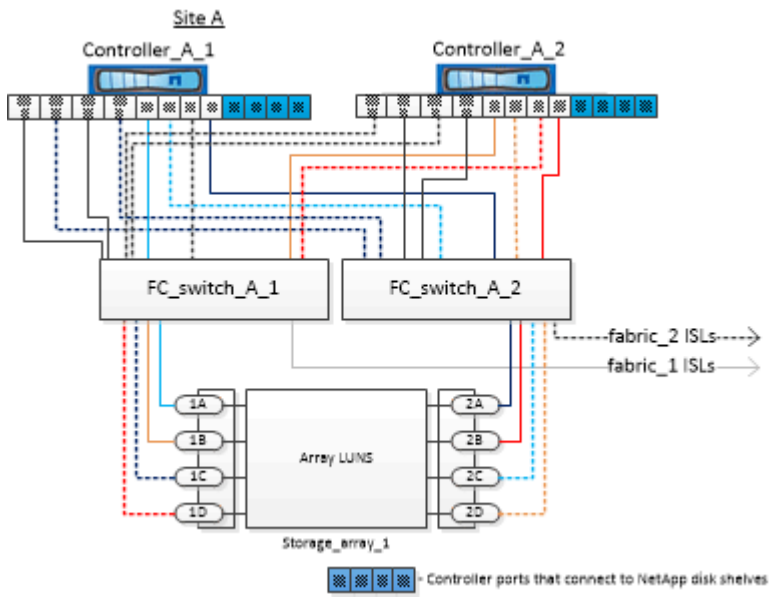 Site A
Controller_A_1
Controller_A_2
FC_switch_A_1
FC_switch_A_2
fabric_2 ISLs
fabric_1 ISLs
1A
2A
1B
2B
Array LUNS
1C
2C
1D
2D
Storage_array_1
- Controller ports that connect to NetApp disk shelves